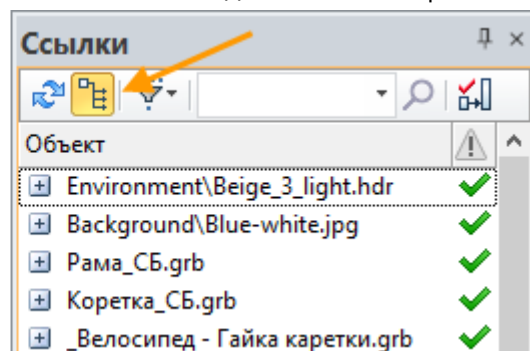 Ссылки
Объект
Environment\Beige_3_light.hdr
Background\Blue-white.jpg
Рама_СБ.grb
Коретка_СБ.grb
_Велосипед - Гайка каретки.grb